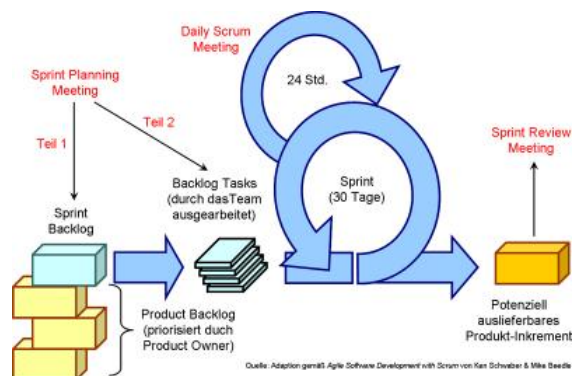 Daily Scrum
Meeting
24 Std.
Sprint Planning
Meeting
Teil 1
Teil 2
Sprint Review
Meeting
Backlog Tasks
(durch dasTeam
ausgearbeitet)
Sprint
(30 Tage)
Sprint
Backlog
Product Backlog
(priorisiert duch
Product Owner)
Potenziell
auslieferbares
Produkt-Inkrement
Quelle: Adaption gemäß Agile Software Development with Scrum von Ken Schwaber & Mike Beedle